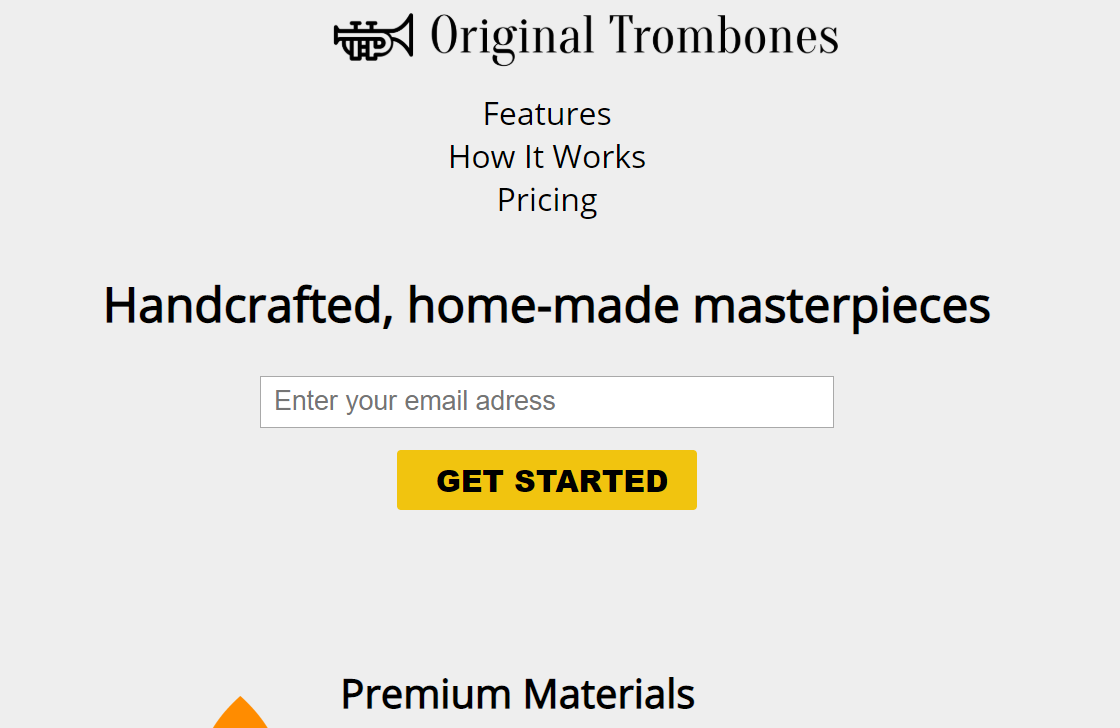 Original Trombones
Features
How It Works
Pricing
Handcrafted, home-made masterpieces
Enter your email adress
GET STARTED
Premium Materials